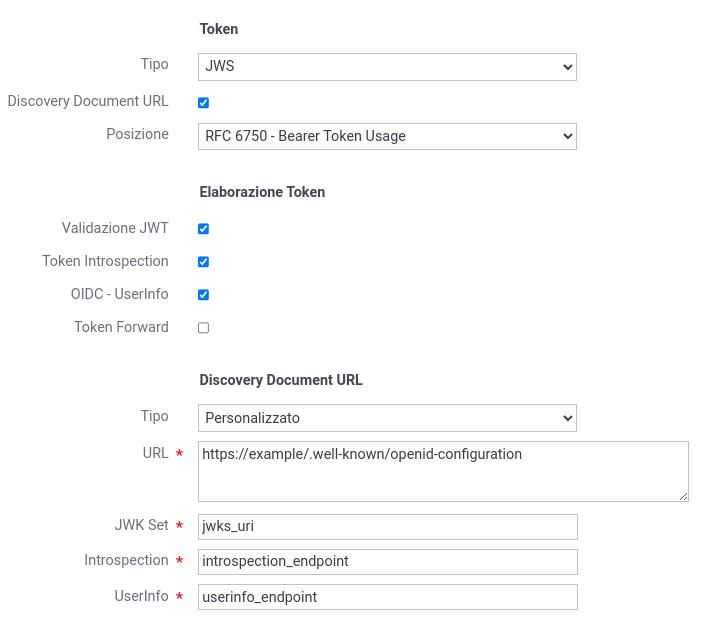 Token
Tipo JWS
Discovery Document URL
Posizione RFC 6750 - Bearer Token Usage
Elaborazione Token
Validazione JWT
Token Introspection
OIDC - UserInfo
Token Forward
Discovery Document URL
Tipo Personalizzato
URL * https://example/.well-known/openid-configuration
JWK Set * jwks_uri
Introspection * introspection_endpoint
UserInfo * userinfo_endpoint